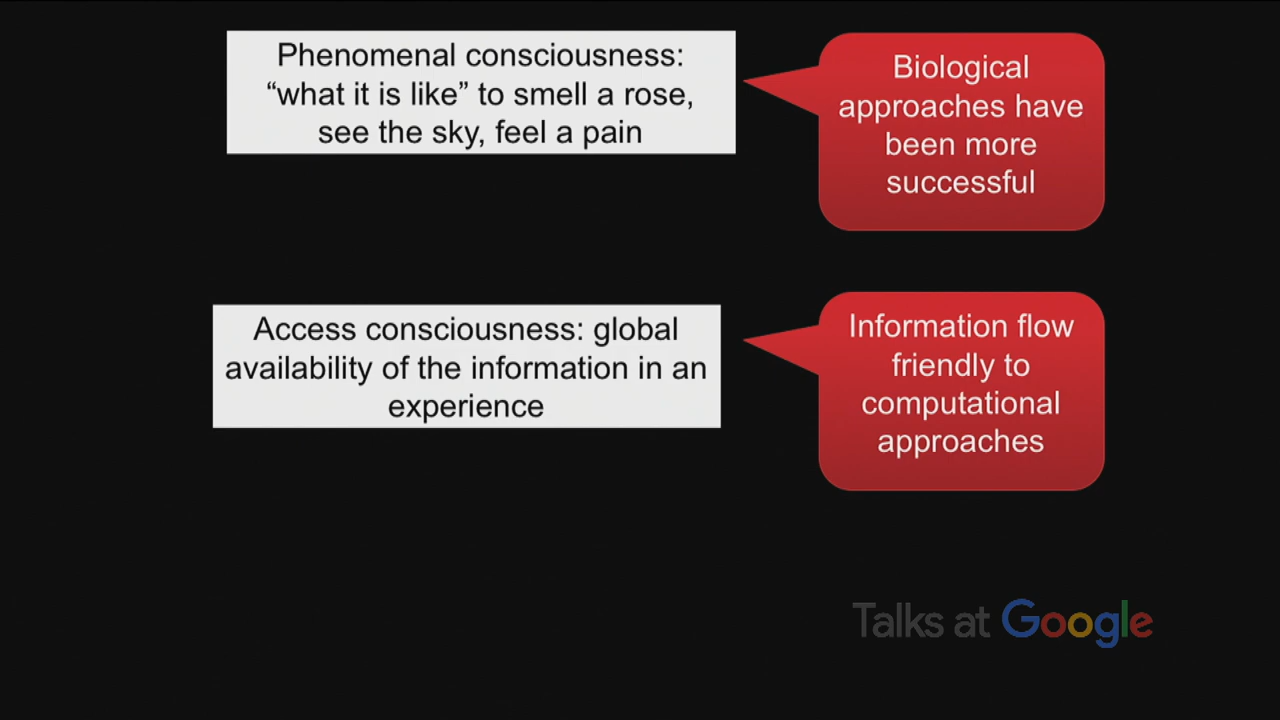 Phenomenal consciousness:
“what it is like” to smell a rose,
see the sky, feel a pain
Biological
approaches have
been more
successful
Access consciousness: global
availability of the information in an
experience
Information flow
friendly to
computational
approaches
Talks at Google